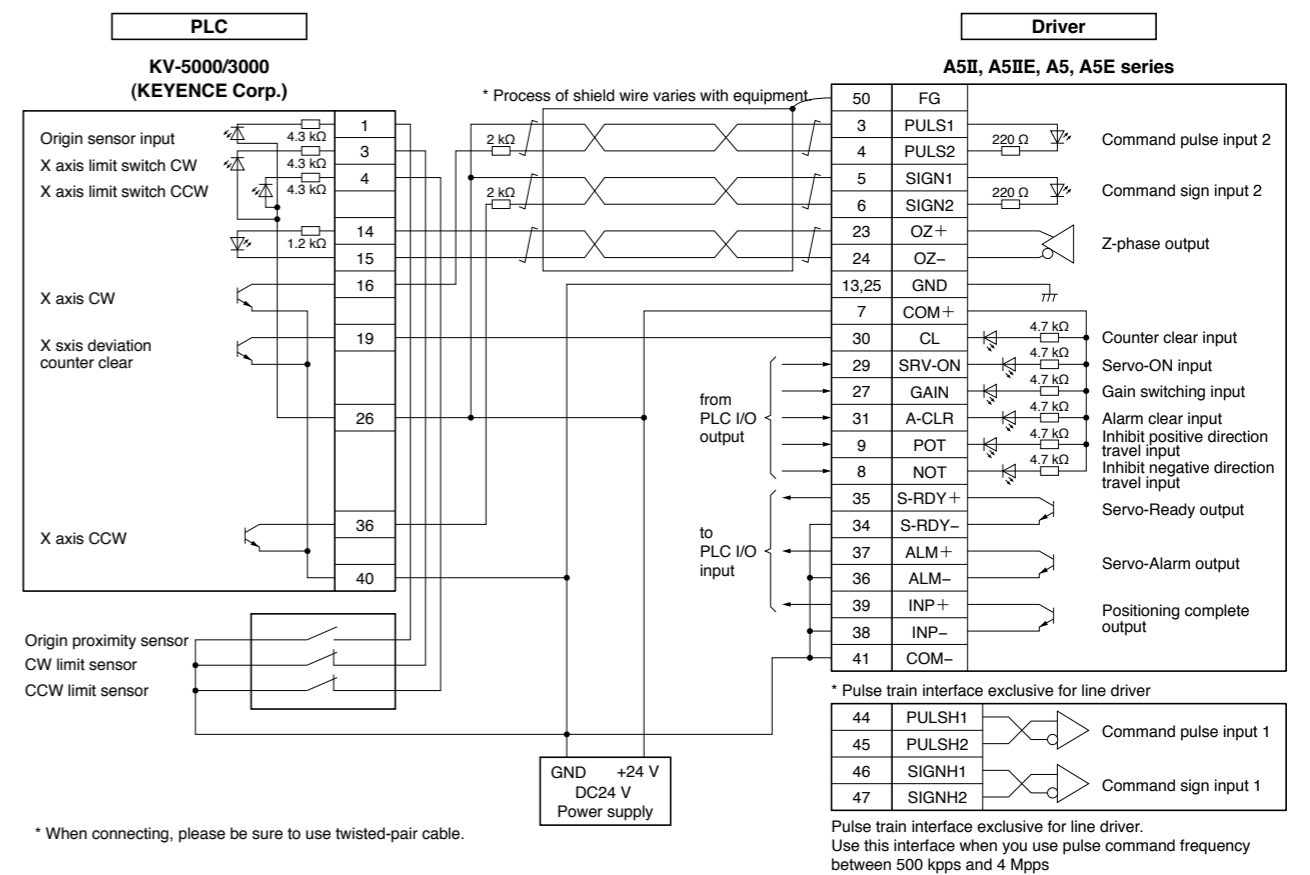 PLC
Driver
KV-5000/3000
(KEYENCE Corp.)
A5II, A5IIE, A5, A5E series
* Process of shield wire varies with equipment.
Origin sensor input
X axis limit switch CW
X axis limit switch CCW
4.3 kΩ
4.3 kΩ
4.3 kΩ
1.2 kΩ
X axis CW
X sxis deviation
counter clear
X axis CCW
1
3
4
14
15
16
19
26
36
40
2 kΩ
2 kΩ
50 FG
3 PULS1
4 PULS2
5 SIGN1
6 SIGN2
23 OZ+
24 OZ−
13,25 GND
7 COM+
30 CL
29 SRV-ON
27 GAIN
31 A-CLR
9 POT
8 NOT
35 S-RDY+
34 S-RDY−
37 ALM+
36 ALM−
39 INP+
38 INP−
41 COM−
220 Ω
220 Ω
4.7 kΩ
4.7 kΩ
4.7 kΩ
4.7 kΩ
4.7 kΩ
4.7 kΩ
Command pulse input 2
Command sign input 2
Z-phase output
Counter clear input
Servo-ON input
Gain switching input
Alarm clear input
Inhibit positive direction
travel input
Inhibit negative direction
travel input
Servo-Ready output
Servo-Alarm output
Positioning complete
output
from
PLC I/O
output
to
PLC I/O
input
Origin proximity sensor
CW limit sensor
CCW limit sensor
GND +24 V
DC24 V
Power supply
* When connecting, please be sure to use twisted-pair cable.
* Pulse train interface exclusive for line driver
44 PULSH1
45 PULSH2
46 SIGNH1
47 SIGNH2
Command pulse input 1
Command sign input 1
Pulse train interface exclusive for line driver.
Use this interface when you use pulse command frequency
between 500 kpps and 4 Mpps